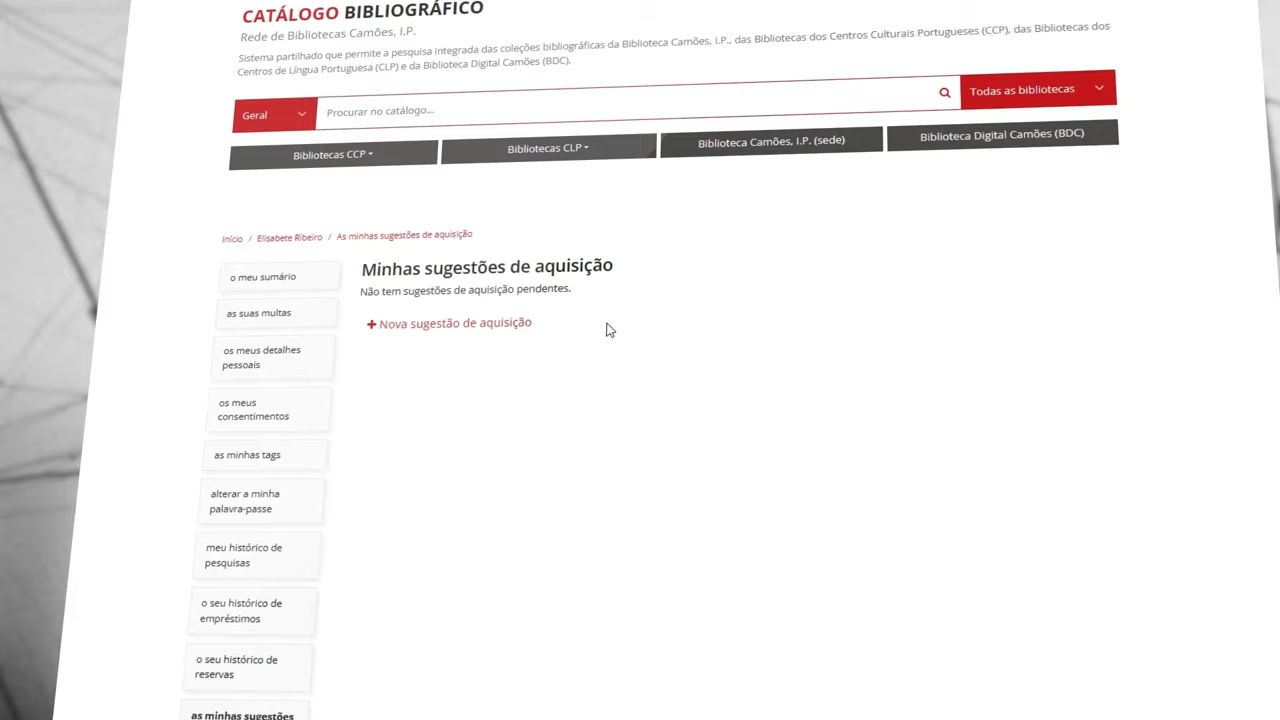 CATÁLOGO BIBLIOGRÁFICO
Rede de Bibliotecas Camões, I.P.
Sistema partilhado que permite a pesquisa integrada das coleções bibliográficas da Biblioteca Camões, I.P., das Bibliotecas dos Centros Culturais Portugueses (CCP), das Bibliotecas dos
Centros de Língua Portuguesa (CLP) e da Biblioteca Digital Camões (BDC).
Geral
Procurar no catálogo...
Todas as bibliotecas
Bibliotecas CCP
Bibliotecas CLP
Biblioteca Camões, I.P. (sede)
Biblioteca Digital Camões (BDC)
Início / Elisabete Ribeiro / As minhas sugestões de aquisição
o meu sumário
as suas multas
os meus detalhes
pessoais
os meus
consentimentos
as minhas tags
alterar a minha
palavra-passe
meu histórico de
pesquisas
o seu histórico de
empréstimos
o seu histórico de
reservas
as minhas sugestões
Minhas sugestões de aquisição
Não tem sugestões de aquisição pendentes.
+ Nova sugestão de aquisição